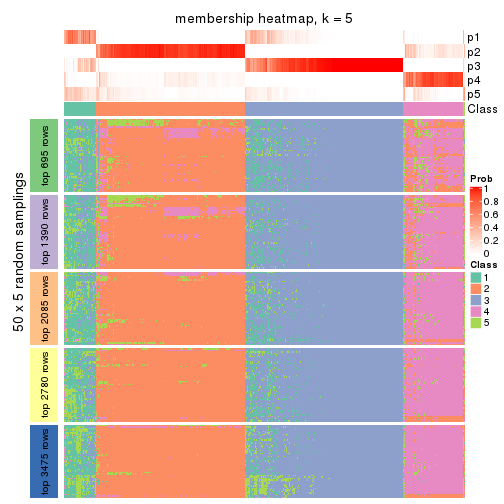 membership heatmap, k = 5
p1
p2
p3
p4
p5
Class
50 x 5 random samplings
top 695 rows
top 1390 rows
top 2085 rows
top 2780 rows
top 3475 rows
Prob
1
0.8
0.6
0.4
0.2
0
Class
1
2
3
4
5